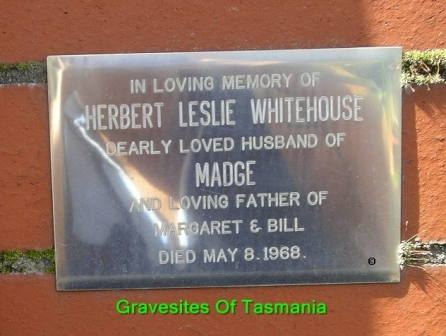 IN LOVING MEMORY OF
HERBERT LESLIE WHITEHOUSE
DEARLY LOVED HUSBAND OF
MADGE
AND LOVING FATHER OF
MARGARET & BILL
DIED MAY 8.1968.
Gravesites Of Tasmania